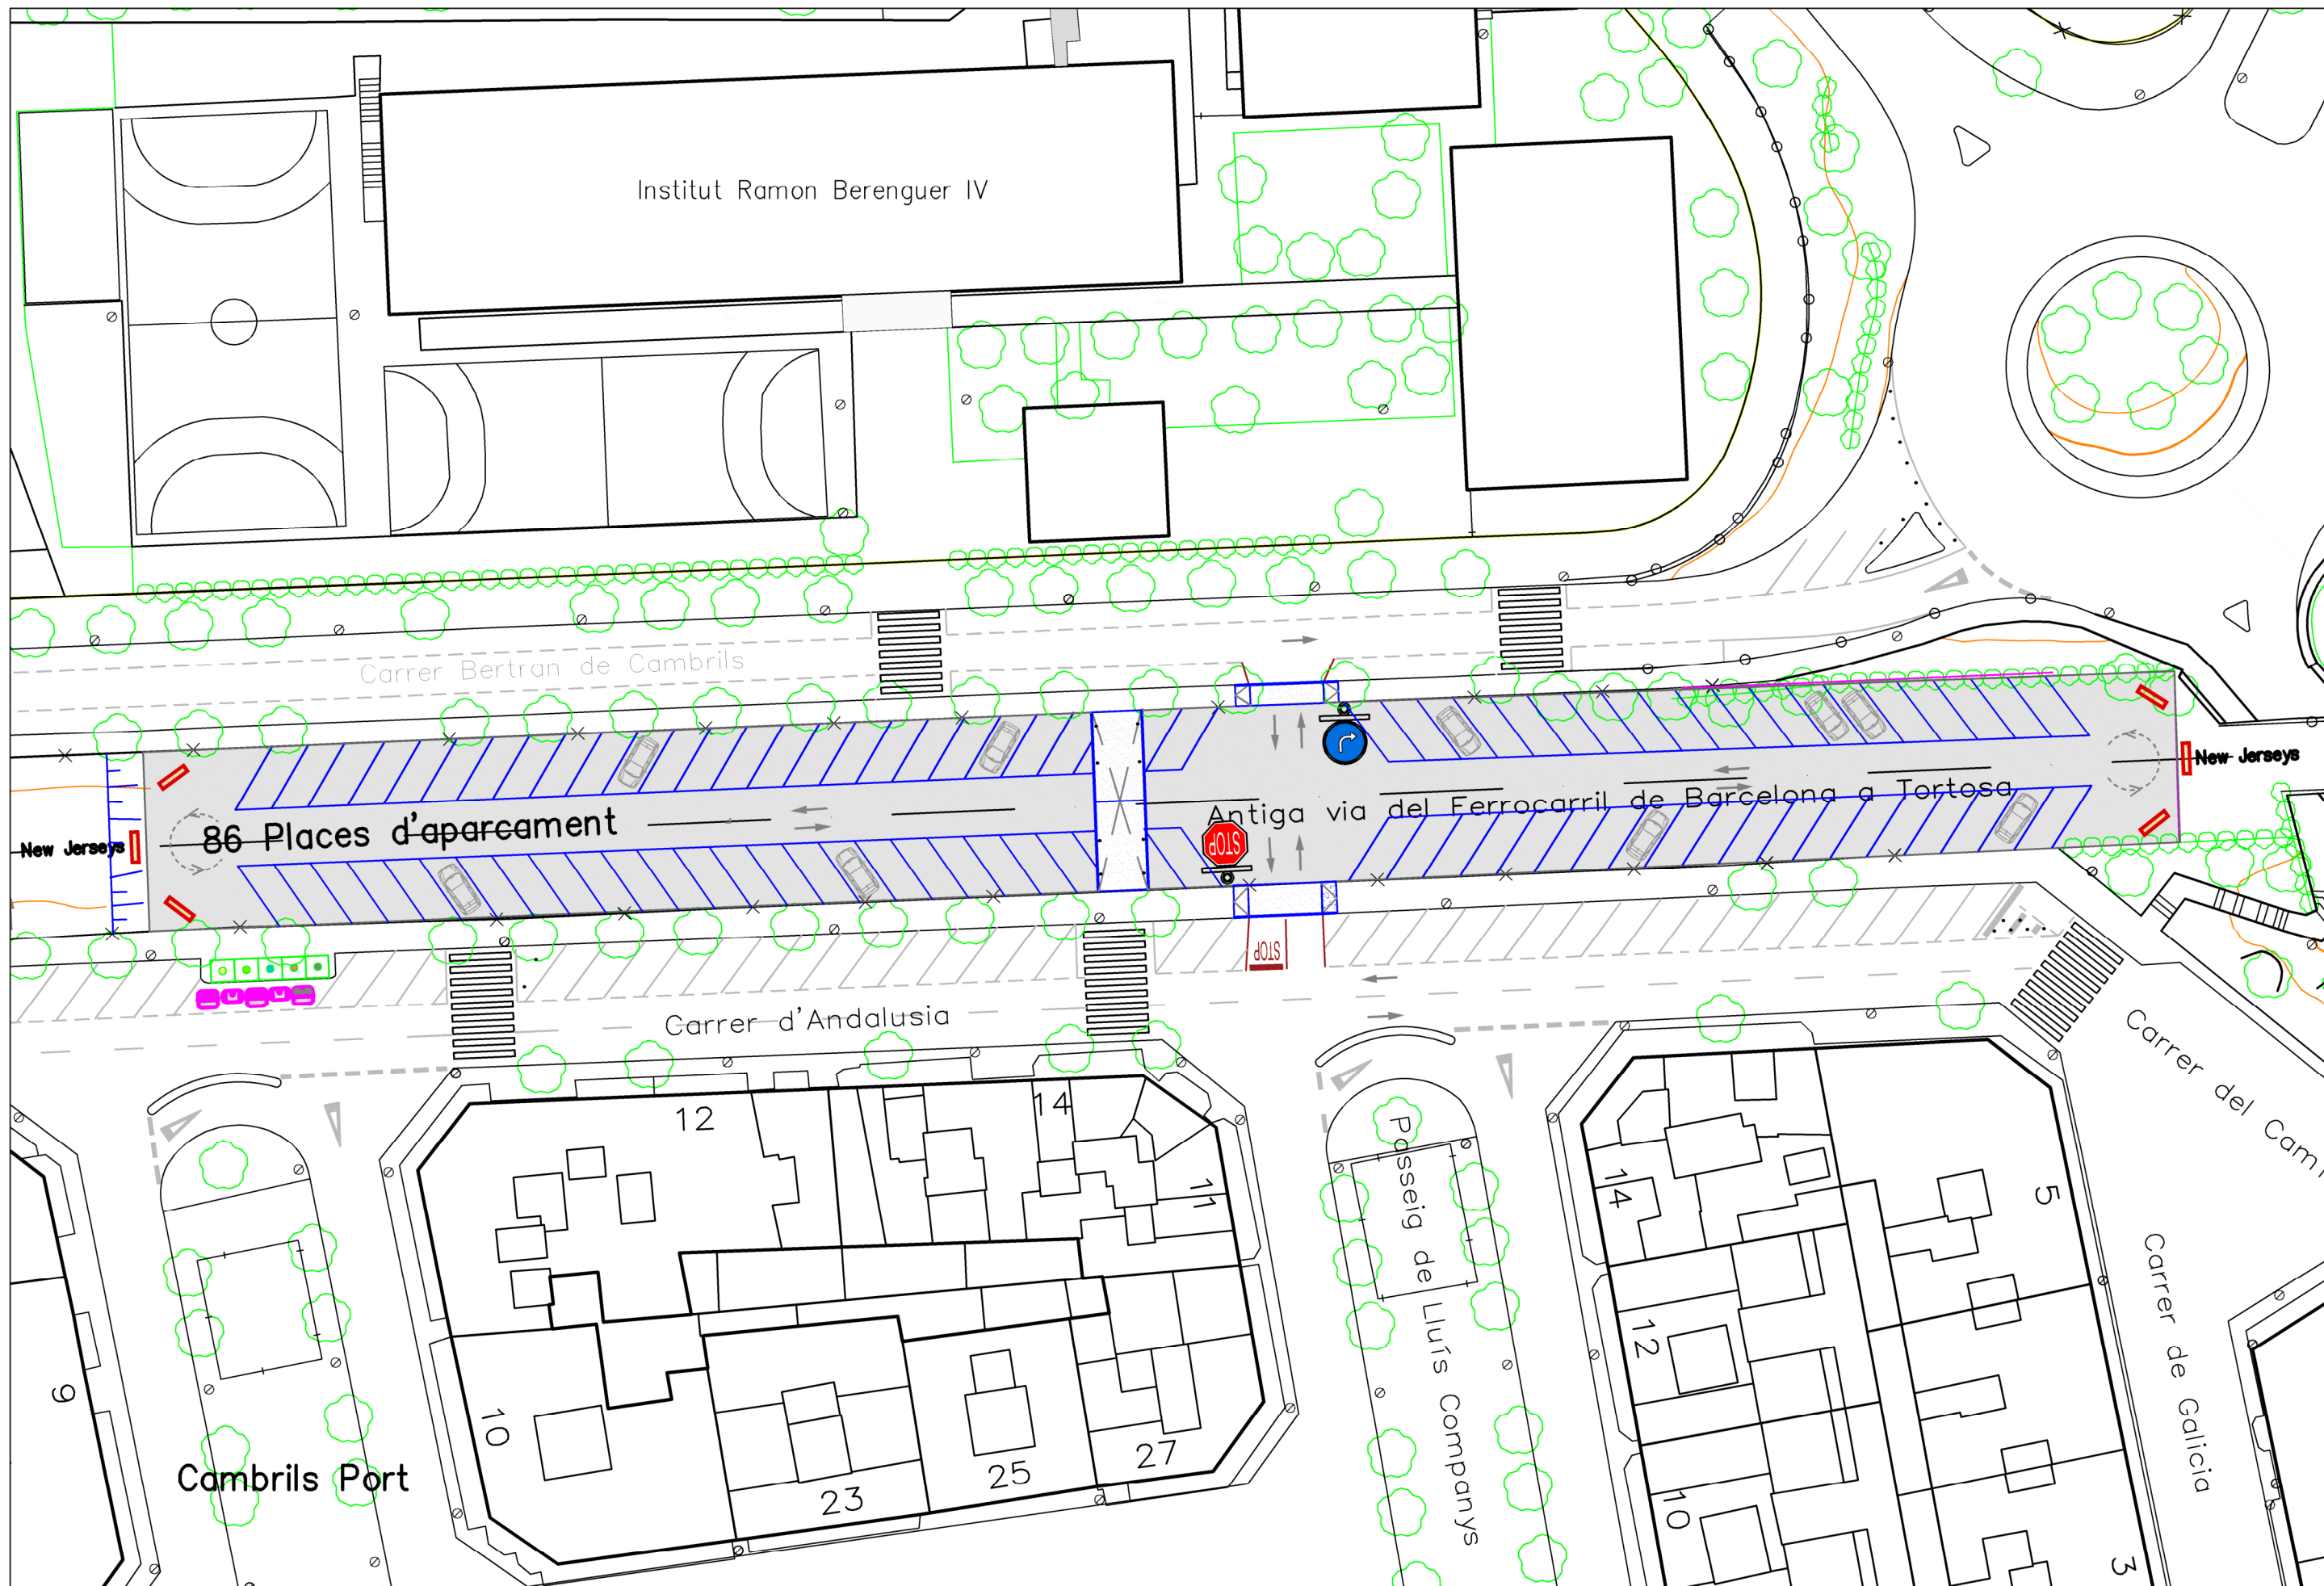 Institut Ramon Berenguer IV
Carrer Bertran de Cambrils
New Jerseys
Antiga via del Ferrocarril de Barcelona a Tortosa
86 Places d'aparcament
New Jerseys
STOP
STOP
Carrer d'Andalusia
Carrer del Cam
12
14
11
Passeig de Lluís Companys
14
5
Carrer de Galicia
12
9
10
23
25
27
10
3
Cambrils Port